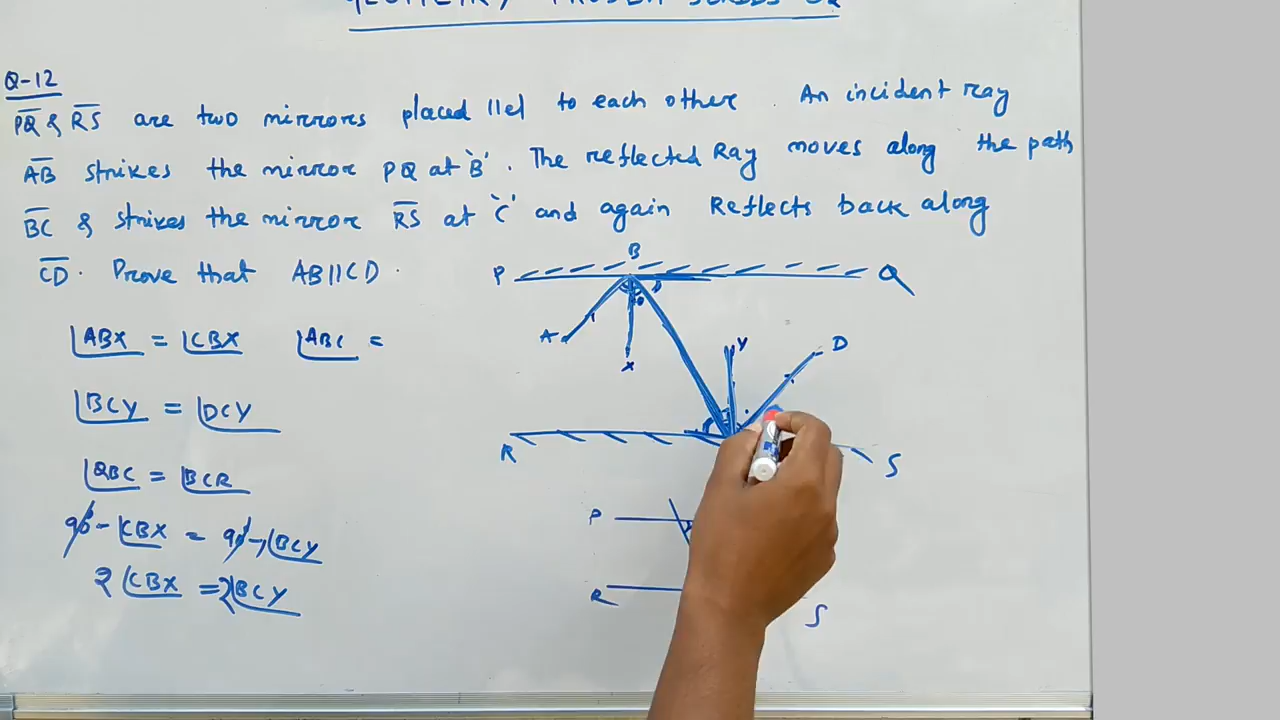 Q-12
PQ & RS are two mirrors placed llel to each other. An incident ray
AB strikes the mirror PQ at 'B'. The reflected Ray moves along the path
BC & strikes the mirror RS at 'C' and again Reflects back along
CD. Prove that AB||CD.
B
P Q
A
X
Y D
R S
∠ABX = ∠CBX ∠ABC =
∠BCY = ∠DCY
∠QBC = ∠BCR
90 - ∠CBX = 90 - ∠BCY
2∠CBX = 2∠BCY
P
R
S